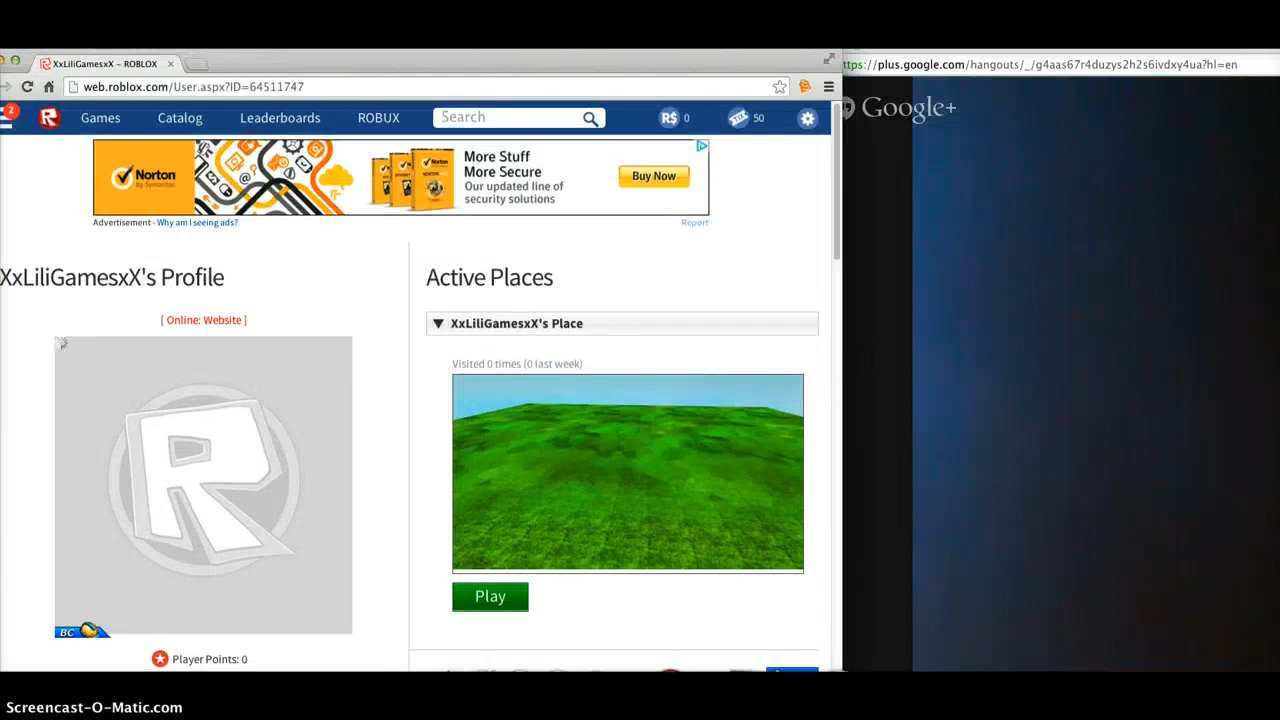 XxLiliGamesxX - ROBLOX
https://plus.google.com/hangouts/_/g4aas67r4duzys2h2s6ivdxy4ua?hl=en
web.roblox.com/User.aspx?ID=64511747
2
Games Catalog Leaderboards ROBUX Search R$ 0 TIX 50
Google+
Norton
by Symantec
More Stuff
More Secure
Our updated line of
security solutions
Buy Now
Advertisement - Why am I seeing ads? Report
XxLiliGamesxX's Profile
[ Online: Website ]
BC
Player Points: 0
Active Places
XxLiliGamesxX's Place
Visited 0 times (0 last week)
Play
Screencast-O-Matic.com